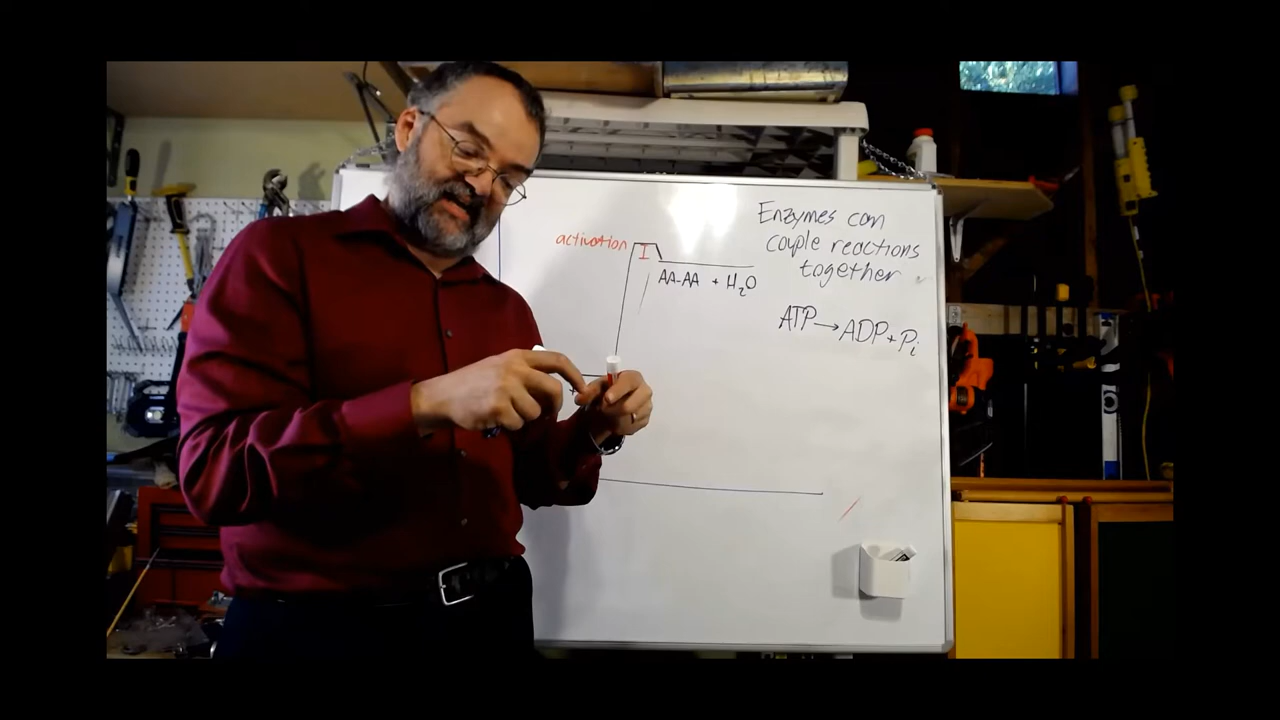 Enzymes can
couple reactions
together
activation I
AA-AA + H₂O
ATP→ADP+Pᵢ
+